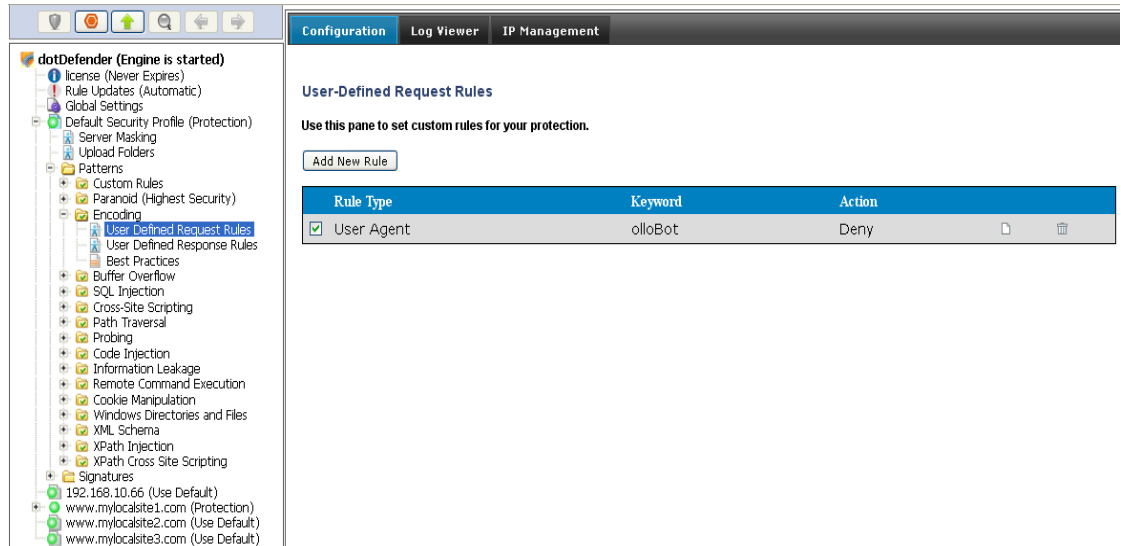 Configuration
Log Viewer
IP Management
dotDefender (Engine is started)
license (Never Expires)
Rule Updates (Automatic)
Global Settings
Default Security Profile (Protection)
Server Masking
Upload Folders
Patterns
Custom Rules
Paranoid (Highest Security)
Encoding
User Defined Request Rules
User Defined Response Rules
Best Practices
Buffer Overflow
SQL Injection
Cross-Site Scripting
Path Traversal
Probing
Code Injection
Information Leakage
Remote Command Execution
Cookie Manipulation
Windows Directories and Files
XML Schema
XPath Injection
XPath Cross Site Scripting
Signatures
192.168.10.66 (Use Default)
www.mylocalsite1.com (Protection)
www.mylocalsite2.com (Use Default)
www.mylocalsite3.com (Use Default)
User-Defined Request Rules
Use this pane to set custom rules for your protection.
Add New Rule
Rule Type Keyword Action
User Agent olloBot Deny